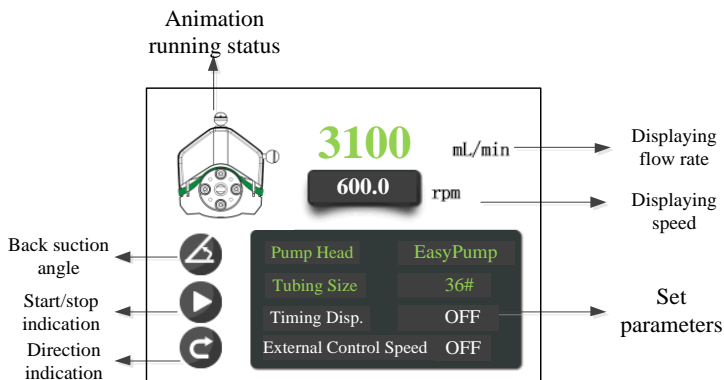 Animation
running status
3100 mL/min
Displaying
flow rate
600.0 rpm
Displaying
speed
Back suction
angle
Start/stop
indication
Direction
indication
Pump Head EasyPump
Tubing Size 36#
Timing Disp. OFF
External Control Speed OFF
Set
parameters